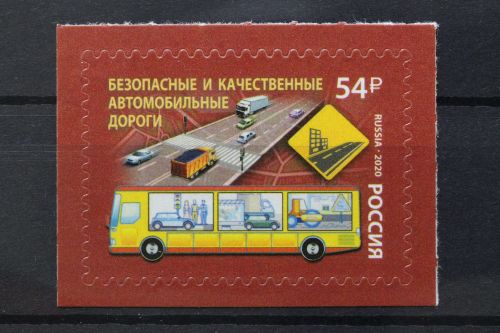 БЕЗОПАСНЫЕ И КАЧЕСТВЕННЫЕ
АВТОМОБИЛЬНЫЕ
ДОРОГИ
54₽
RUSSIA · 2020
РОССИЯ